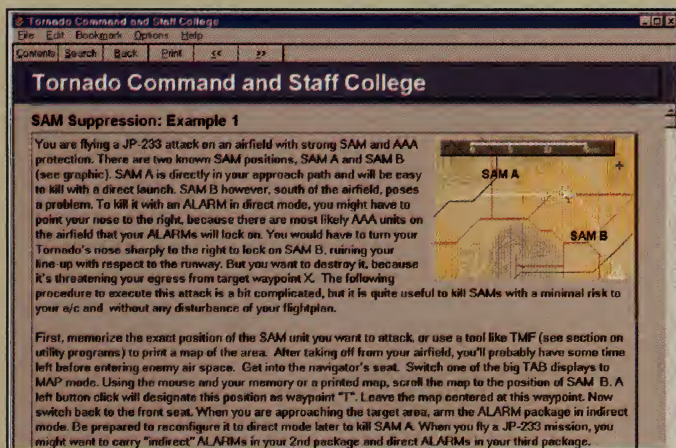 Tornado Command and Staff College
File Edit Bookmark Options Help
Contents Search Back Print << >>
Tornado Command and Staff College
SAM Suppression: Example 1
You are flying a JP-233 attack on an airfield with strong SAM and AAA
protection. There are two known SAM positions, SAM A and SAM B
(see graphic). SAM A is directly in your approach path and will be easy
to kill with a direct launch. SAM B however, south of the airfield, poses
a problem. To kill it with an ALARM in direct mode, you might have to
point your nose to the right, because there are most likely AAA units on
the airfield that your ALARMs will lock on. You would have to turn your
Tornado's nose sharply to the right to lock on SAM B, ruining your
line-up with respect to the runway. But you want to destroy it, because
it's threatening your egress from target waypoint X. The following
procedure to execute this attack is a bit complicated, but it is quite useful to kill SAMs with a minimal risk to
your a/c and without any disturbance of your flightplan.
SAM A
SAM B
First, memorize the exact position of the SAM unit you want to attack, or use a tool like TMF (see section on
utility programs) to print a map of the area. After taking off from your airfield, you'll probably have some time
left before entering enemy air space. Get into the navigator's seat. Switch one of the big TAB displays to
MAP mode. Using the mouse and your memory or a printed map, scroll the map to the position of SAM B. A
left button click will designate this position as waypoint "T". Leave the map centered at this waypoint. Now
switch back to the front seat. When you are approaching the target area, arm the ALARM package in indirect
mode. Be prepared to reconfigure it to direct mode later to kill SAM A. When you fly a JP-233 mission, you
might want to carry "indirect" ALARMs in your 2nd package and direct ALARMs in your third package.